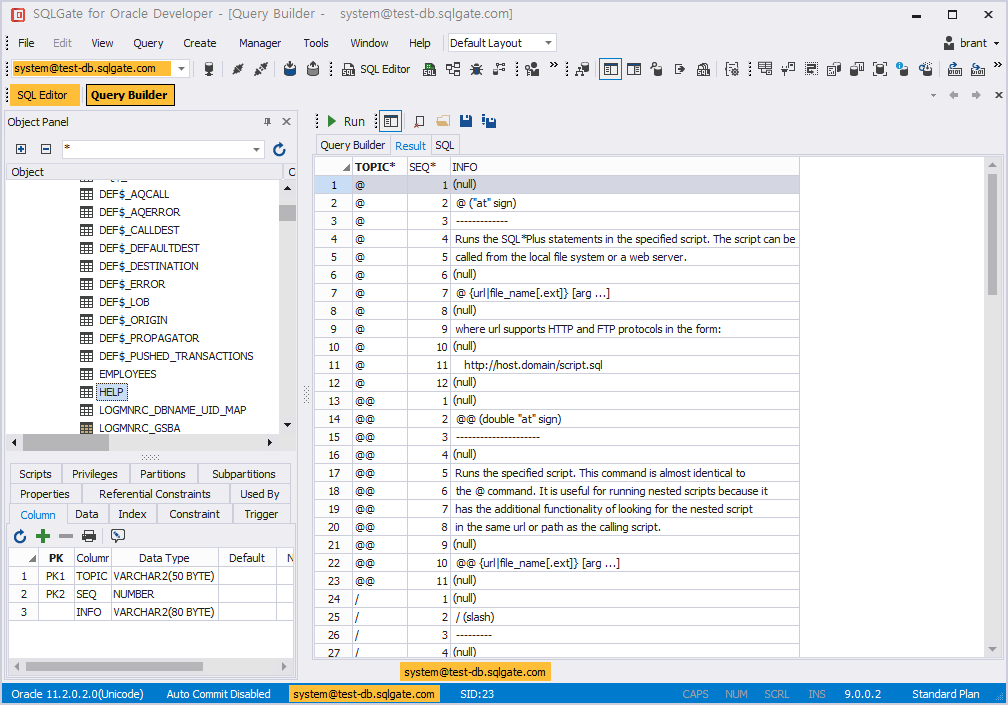 SQLGate for Oracle Developer - [Query Builder -    system@test-db.sqlgate.com]
File Edit View Query Create Manager Tools Window Help Default Layout brant
system@test-db.sqlgate.com SQL Editor
SQL Editor Query Builder
Object Panel
*
Object
DEF$_AQCALL
DEF$_AQERROR
DEF$_CALLDEST
DEF$_DEFAULTDEST
DEF$_DESTINATION
DEF$_ERROR
DEF$_LOB
DEF$_ORIGIN
DEF$_PROPAGATOR
DEF$_PUSHED_TRANSACTIONS
EMPLOYEES
HELP
LOGMNRC_DBNAME_UID_MAP
LOGMNRC_GSBA
Scripts Privileges Partitions Subpartitions
Properties Referential Constraints Used By
Column Data Index Constraint Trigger
PK Column Data Type Default N
1 PK1 TOPIC VARCHAR2(50 BYTE)
2 PK2 SEQ NUMBER
3 INFO VARCHAR2(80 BYTE)
Run
Query Builder Result SQL
TOPIC* SEQ* INFO
1 @ 1 (null)
2 @ 2 @ ("at" sign)
3 @ 3 -------------
4 @ 4 Runs the SQL*Plus statements in the specified script. The script can be
5 @ 5 called from the local file system or a web server.
6 @ 6 (null)
7 @ 7 @ {url|file_name[.ext]} [arg ...]
8 @ 8 (null)
9 @ 9 where url supports HTTP and FTP protocols in the form:
10 @ 10 (null)
11 @ 11 http://host.domain/script.sql
12 @ 12 (null)
13 @@ 1 (null)
14 @@ 2 @@ (double "at" sign)
15 @@ 3 ---------------------
16 @@ 4 (null)
17 @@ 5 Runs the specified script. This command is almost identical to
18 @@ 6 the @ command. It is useful for running nested scripts because it
19 @@ 7 has the additional functionality of looking for the nested script
20 @@ 8 in the same url or path as the calling script.
21 @@ 9 (null)
22 @@ 10 @@ {url|file_name[.ext]} [arg ...]
23 @@ 11 (null)
24 / 1 (null)
25 / 2 / (slash)
26 / 3 ---------
27 / 4 (null)
system@test-db.sqlgate.com
Oracle 11.2.0.2.0(Unicode) Auto Commit Disabled system@test-db.sqlgate.com SID:23 CAPS NUM SCRL INS 9.0.0.2 Standard Plan